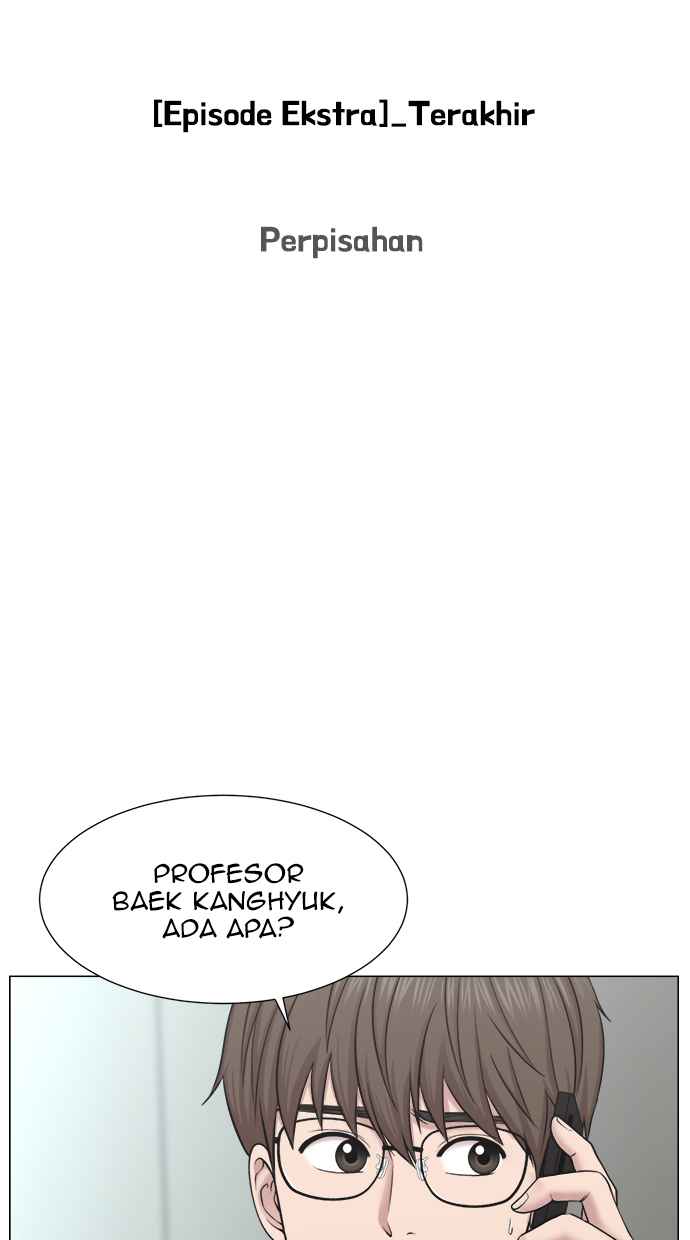 [Episode Ekstra]_Terakhir
Perpisahan
PROFESOR
BAEK KANGHYUK,
ADA APA?